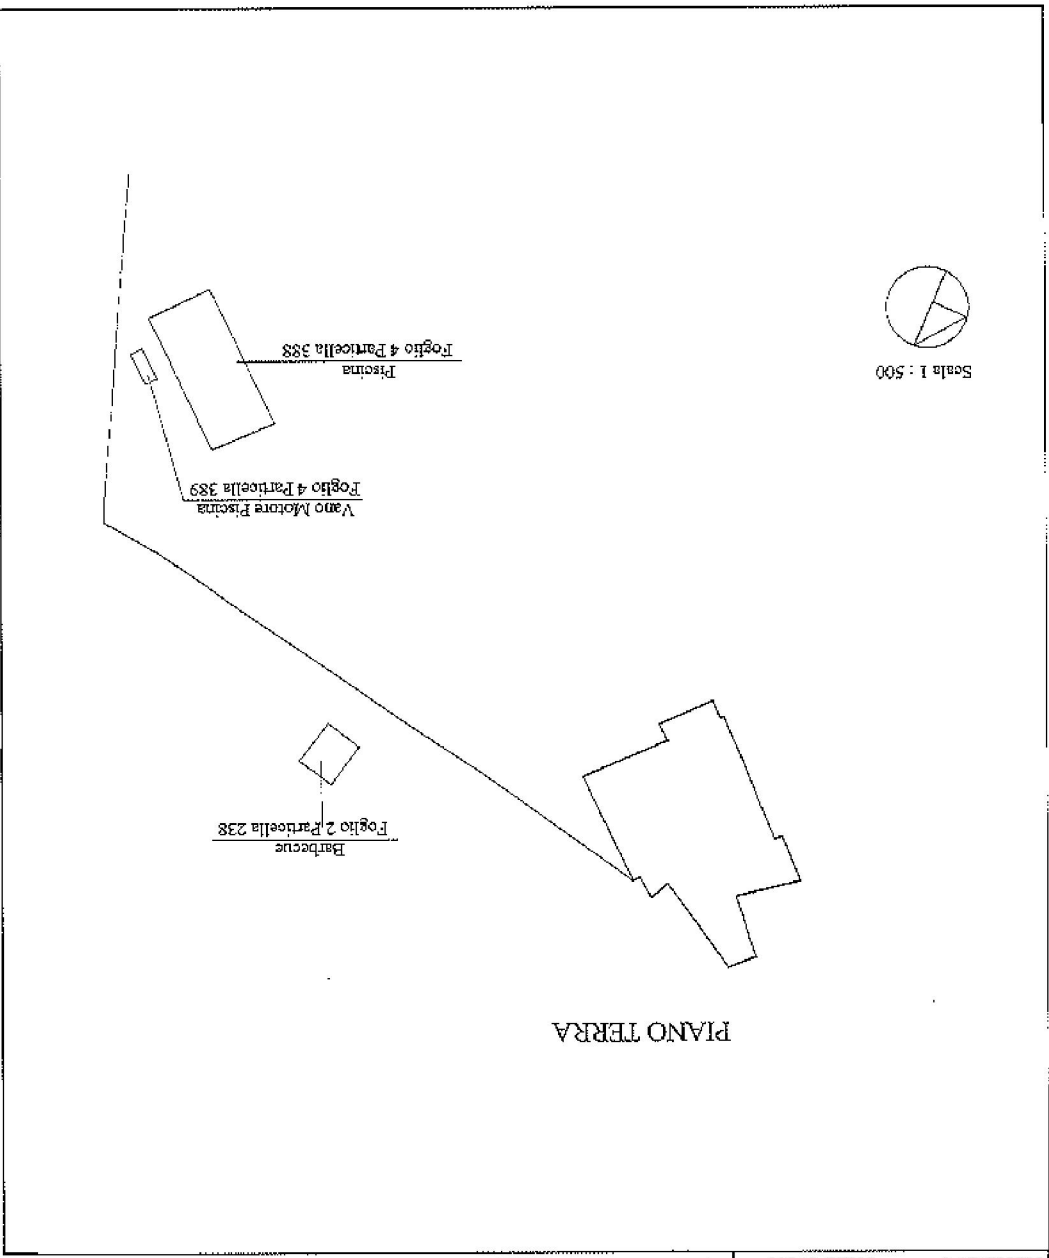 PIANO TERRA
Barbecue
Foglio 2 Particella 238
Vano Motore Piscina
Foglio 4 Particella 389
Scala 1 : 500
Piscina
Foglio 4 Particella 388